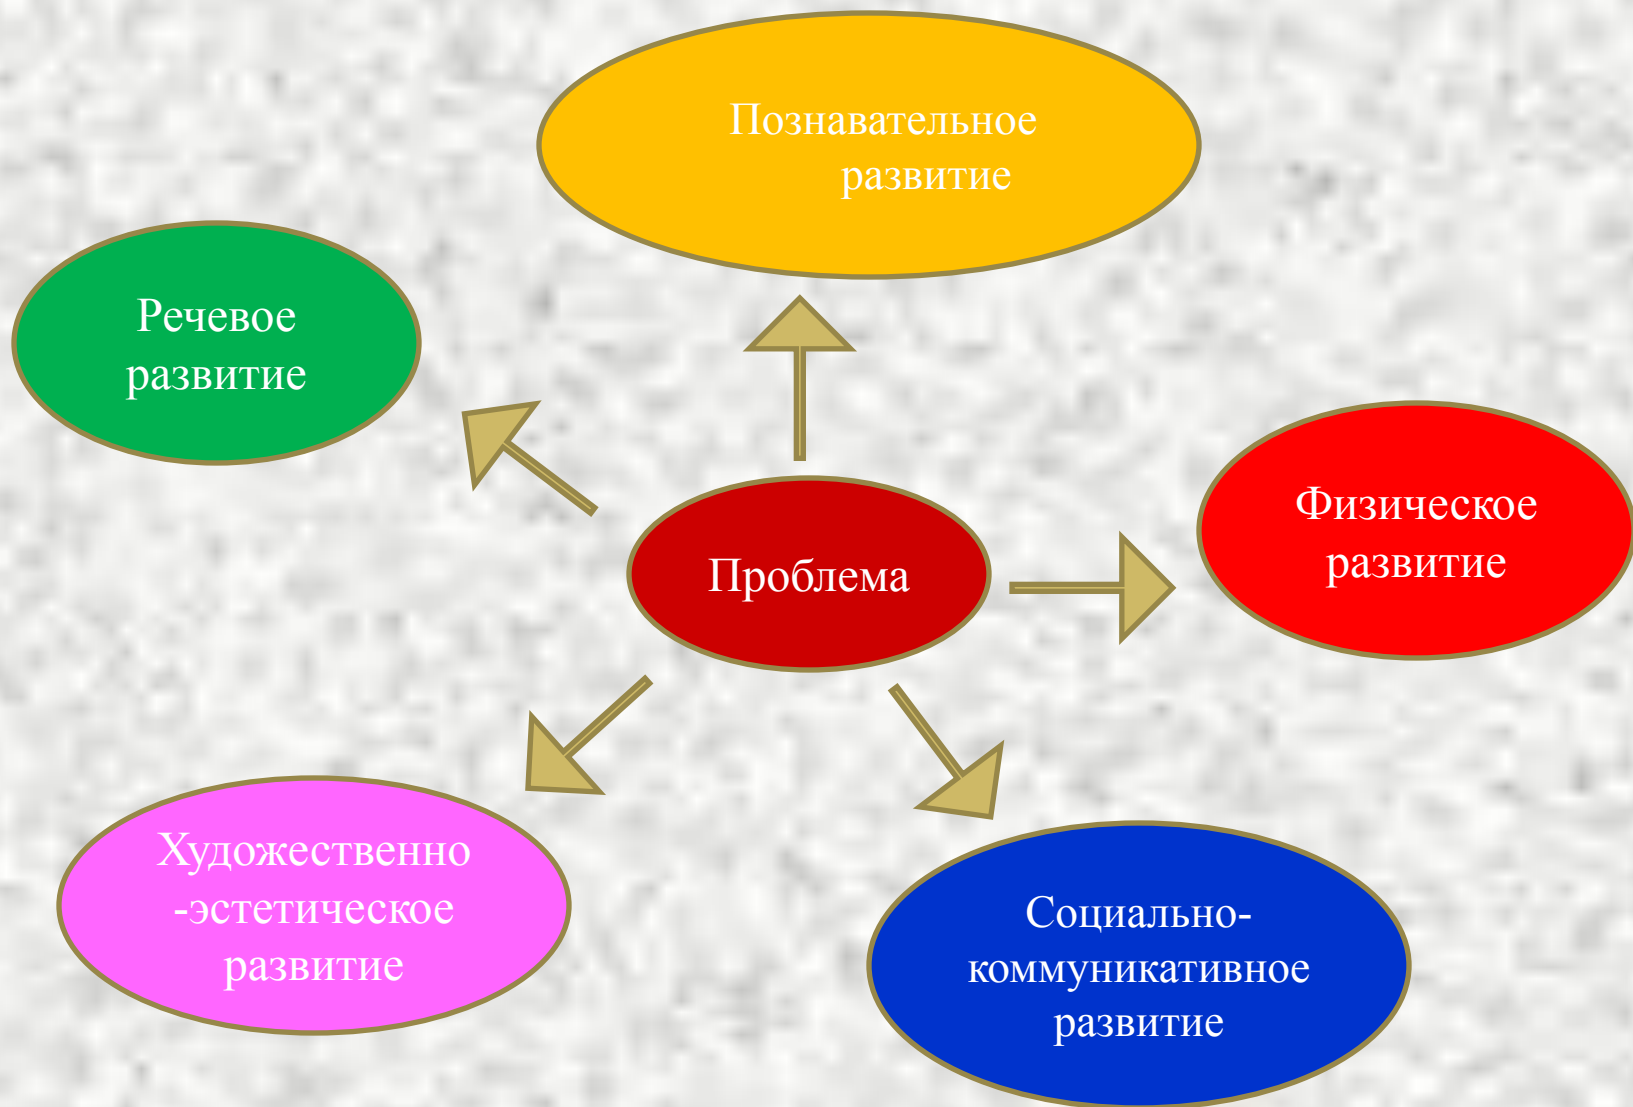 Познавательное
развитие
Речевое
развитие
Физическое
развитие
Проблема
Художественно
-эстетическое
развитие
Социально-
коммуникативное
развитие